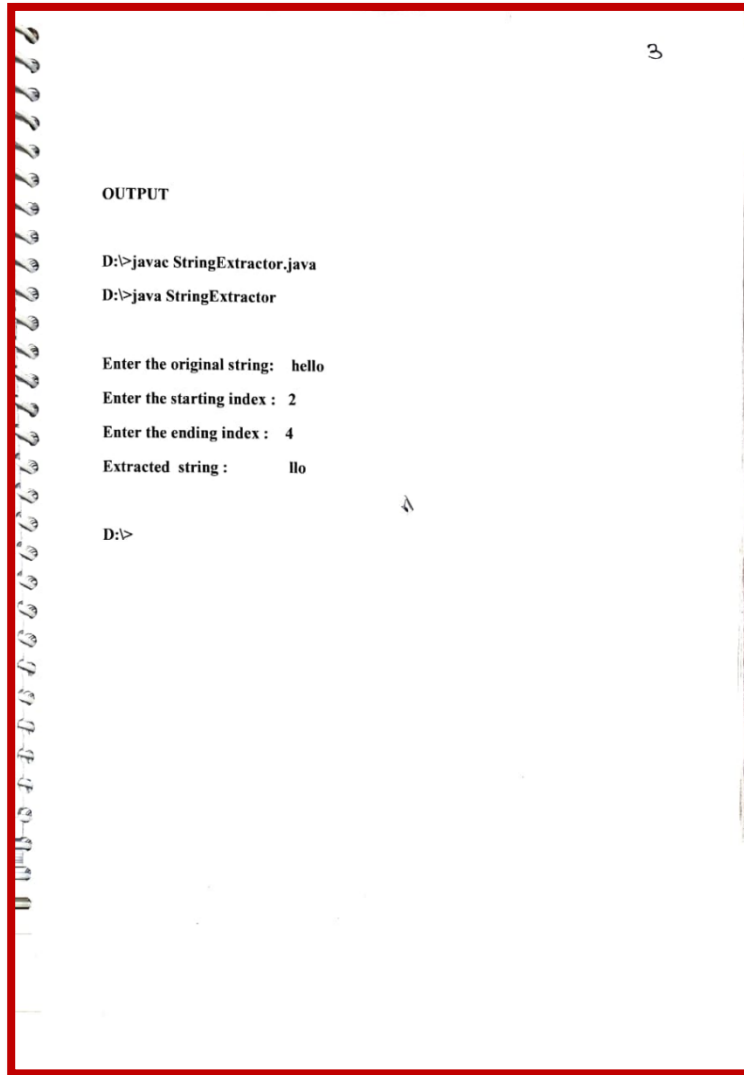 3
OUTPUT
D:\>javac StringExtractor.java
D:\>java StringExtractor
Enter the original string: hello
Enter the starting index : 2
Enter the ending index : 4
Extracted string : llo
D:\>